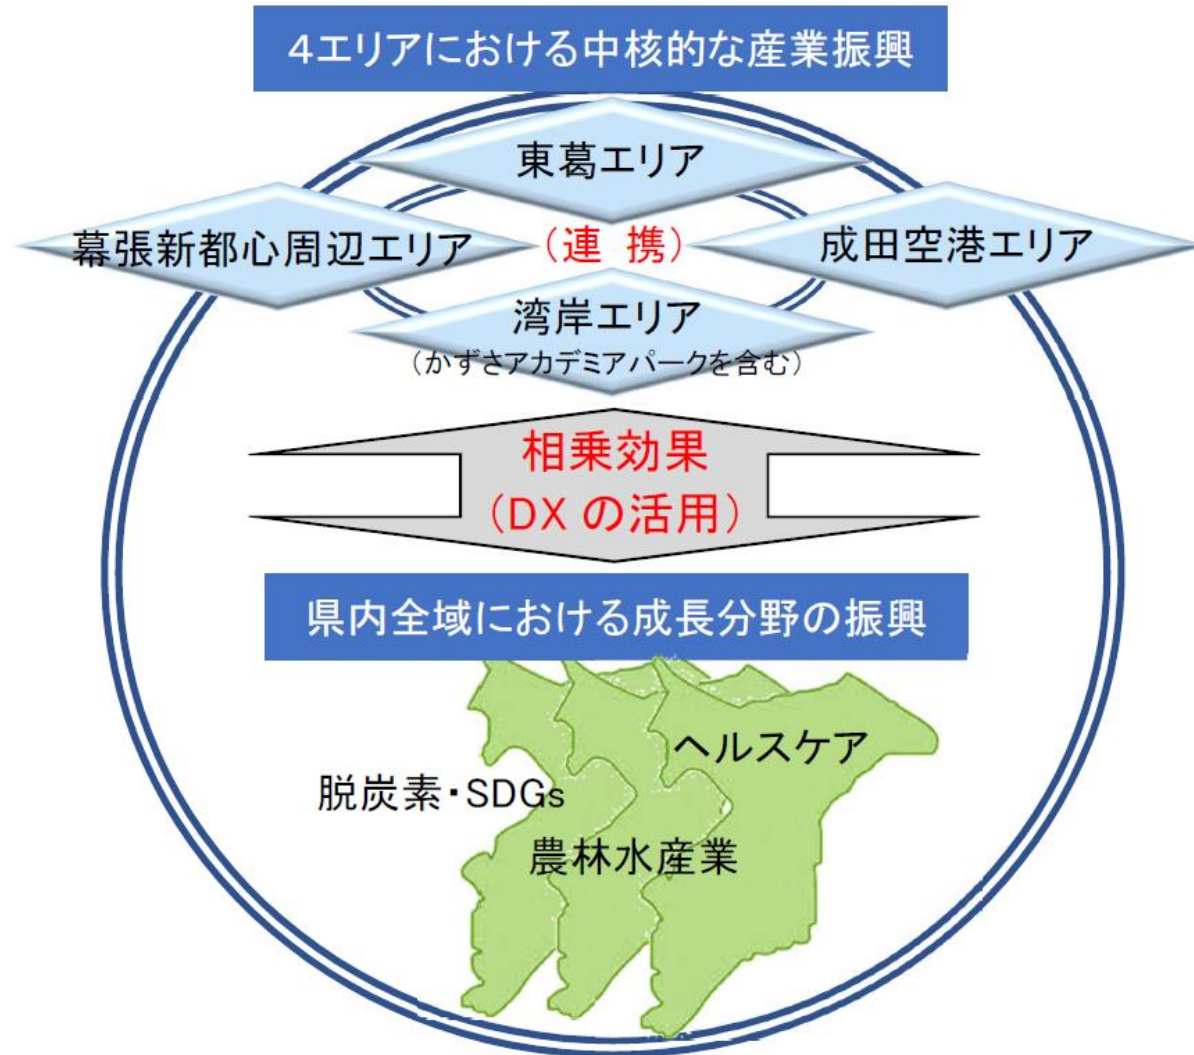 4エリアにおける中核的な産業振興
東葛エリア
幕張新都心周辺エリア
(連 携)
成田空港エリア
湾岸エリア
(かずさアカデミアパークを含む)
相乗効果
(DX の活用)
県内全域における成長分野の振興
ヘルスケア
脱炭素・SDGs
農林水産業